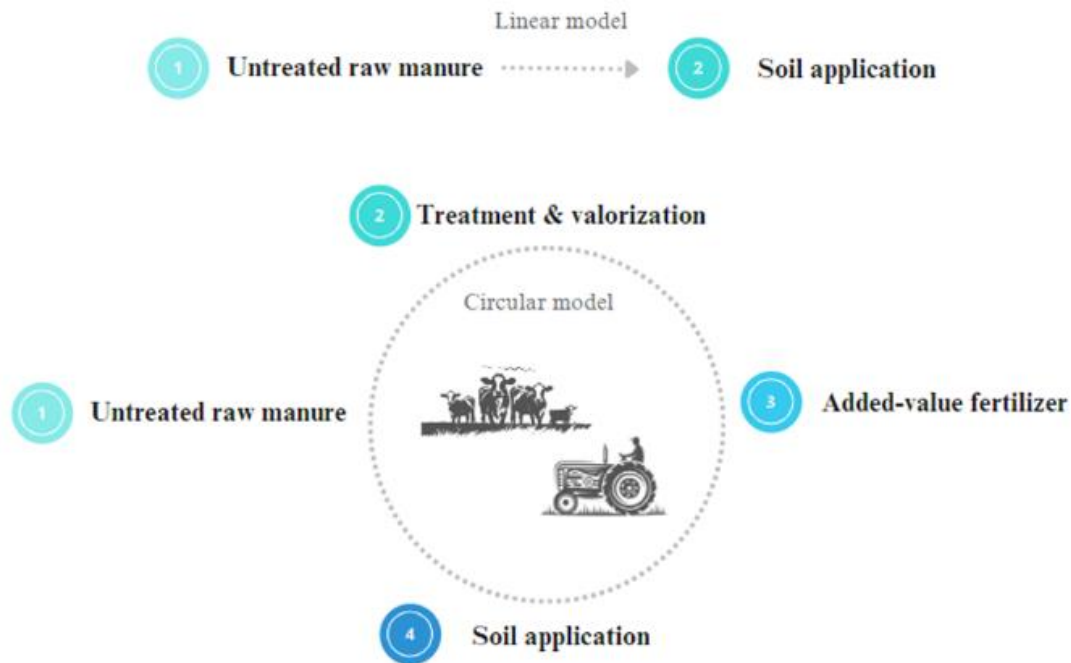 Linear model
1 Untreated raw manure 2 Soil application
2 Treatment & valorization
Circular model
1 Untreated raw manure
3 Added-value fertilizer
4 Soil application